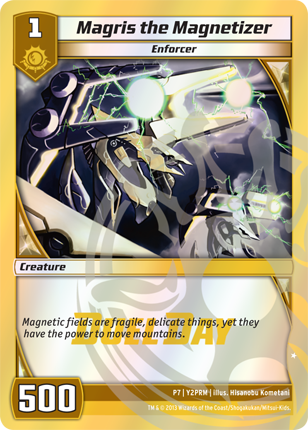 1
Magris the Magnetizer
Enforcer
Creature
Magnetic fields are fragile, delicate things, yet they
have the power to move mountains.
500
P7 | Y2PRM | illus. Hisanobu Kometani
TM & © 2013 Wizards of the Coast/Shogakukan/Mitsui-Kids.